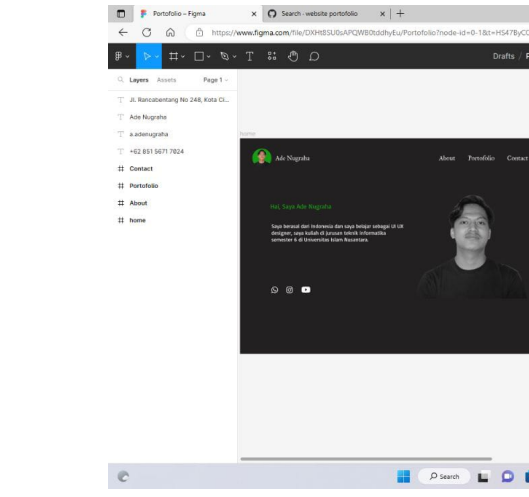 Portofolio – Figma
Search · website portofolio
https://www.figma.com/file/DXHt8SU0sAPQWB0tddhyEu/Portofolio?node-id=0-1&t=HS47ByCC
Drafts / P
Layers Assets Page 1
Jl. Rancabentang No 248, Kota Ci...
Ade Nugraha
a.adenugraha
+62 851 5671 7024
Contact
Portofolio
About
home
home
Ade Nugraha
About Portofolio Contact
Hai, Saya Ade Nugraha
Saya berasal dari Indonesia dan saya belajar sebagai UI UX
designer, saya kuliah di jurusan teknik informatika
semester 6 di Universitas Islam Nusantara.
Search